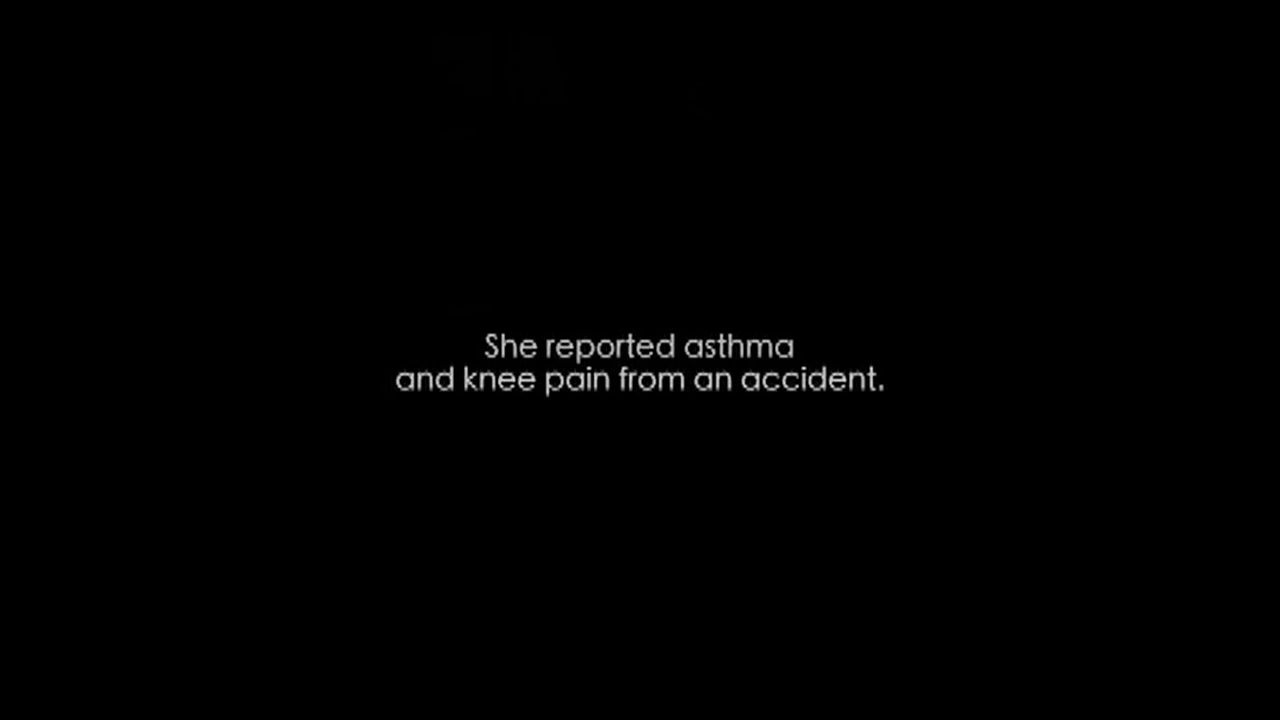 She reported asthma
and knee pain from an accident.